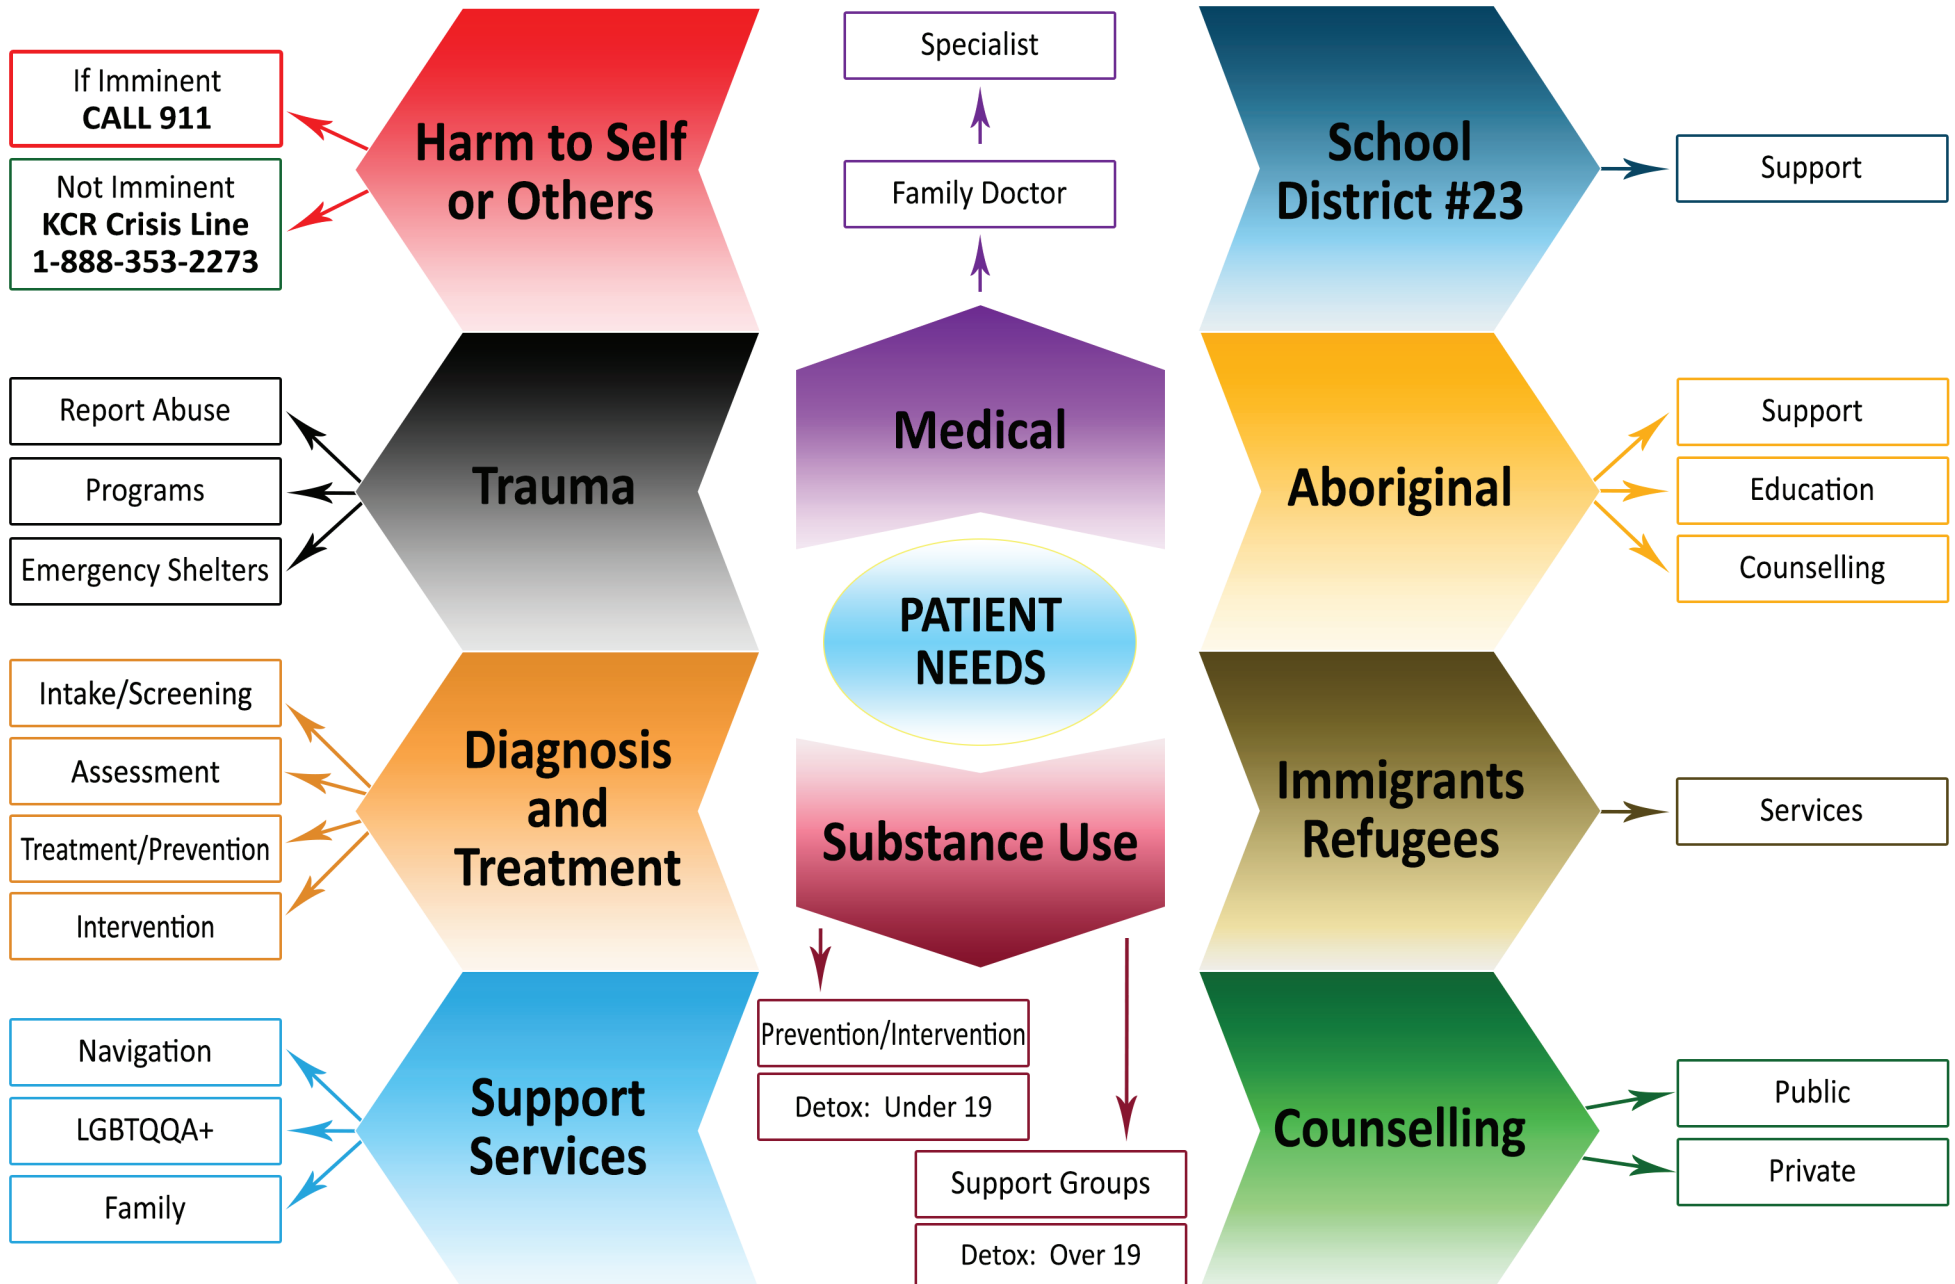 If Imminent
CALL 911
Not Imminent
KCR Crisis Line
1-888-353-2273
Harm to Self
or Others
Report Abuse
Programs
Emergency Shelters
Trauma
Intake/Screening
Assessment
Treatment/Prevention
Intervention
Diagnosis
and
Treatment
Navigation
LGBTQQA+
Family
Support
Services
Specialist
Family Doctor
Medical
PATIENT
NEEDS
Substance Use
Prevention/Intervention
Detox: Under 19
Support Groups
Detox: Over 19
School
District #23
Support
Aboriginal
Support
Education
Counselling
Immigrants
Refugees
Services
Counselling
Public
Private